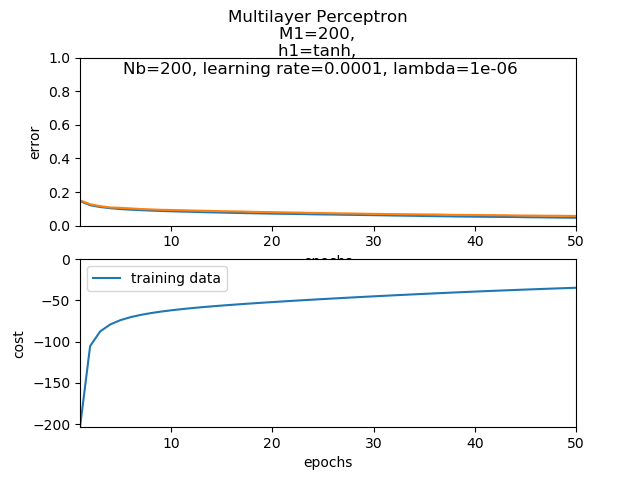 Multilayer Perceptron
M1=200,
h1=tanh,
Nb=200, learning rate=0.0001, lambda=1e-06
1.0
0.8
0.6
0.4
0.2
0.0
error
10
20
30
40
50
epochs
0
−50
−100
−150
−200
cost
training data
10
20
30
40
50
epochs